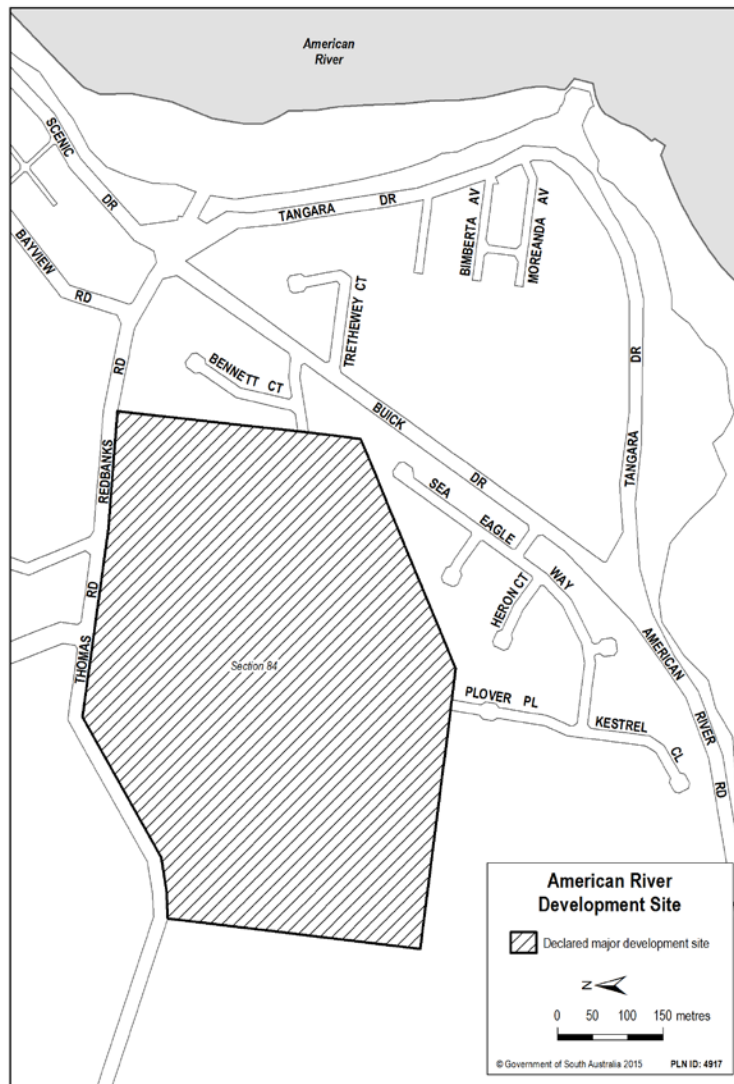 American
River
SCENIC
DR
TANGARA DR
BIMBERTA AV
MOREANDA AV
BAYVIEW
RD
TRETHEWEY CT
BENNETT CT
RD
REDBANKS
BUICK
DR
TANGARA
DR
SEA
EAGLE
WAY
HERON CT
THOMAS
RD
Section 84
PLOVER PL
KESTREL
CL
AMERICAN
RIVER
RD
American River
Development Site
Declared major development site
N
0 50 100 150 metres
© Government of South Australia 2015 PLN ID: 4917